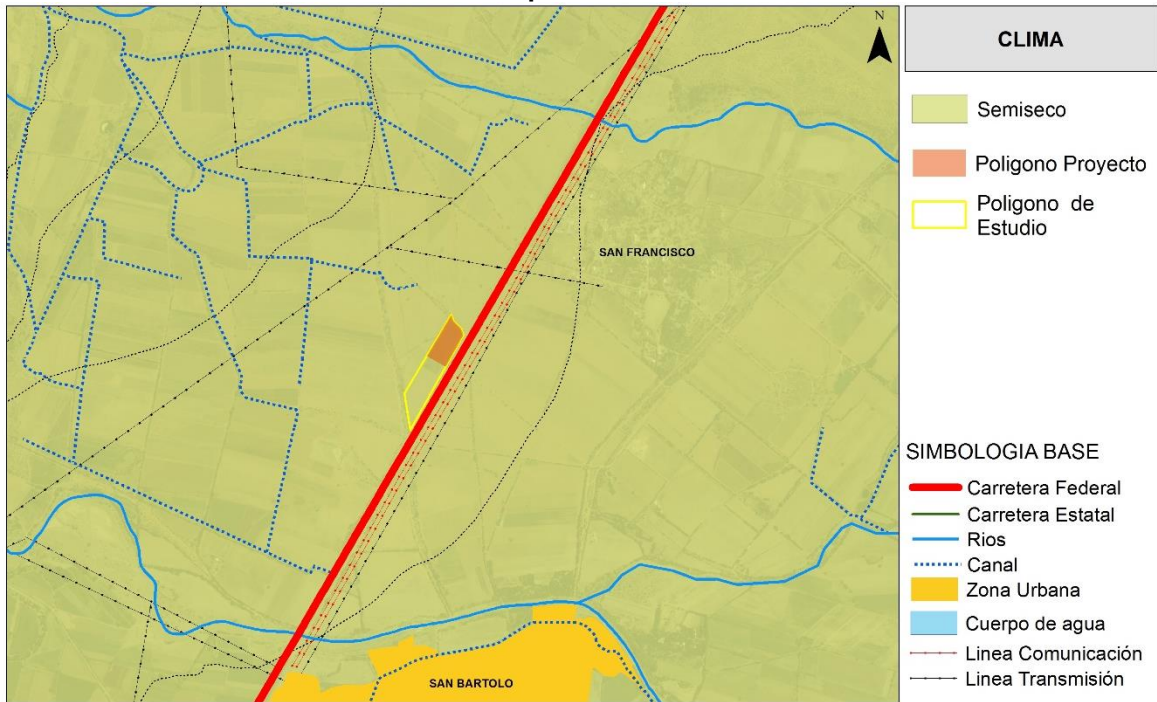 N
SAN FRANCISCO
SAN BARTOLO
CLIMA
Semiseco
Poligono Proyecto
Poligono de
Estudio
SIMBOLOGIA BASE
Carretera Federal
Carretera Estatal
Rios
Canal
Zona Urbana
Cuerpo de agua
Linea Comunicación
Linea Transmisión